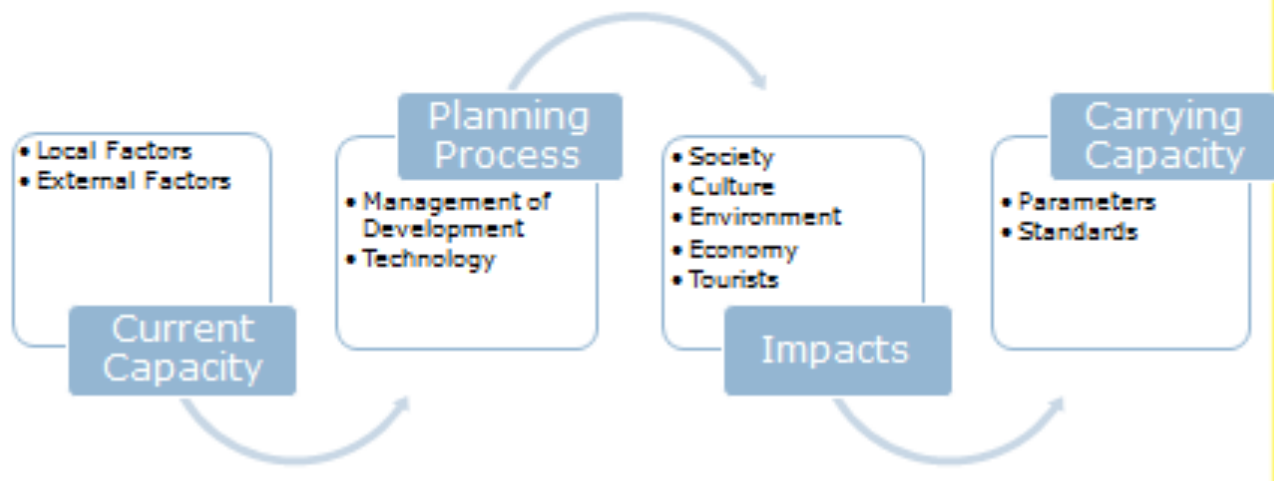 • Local Factors
• External Factors
Current
Capacity
Planning
Process
• Management of
Development
• Technology
• Society
• Culture
• Environment
• Economy
• Tourists
Impacts
Carrying
Capacity
• Parameters
• Standards